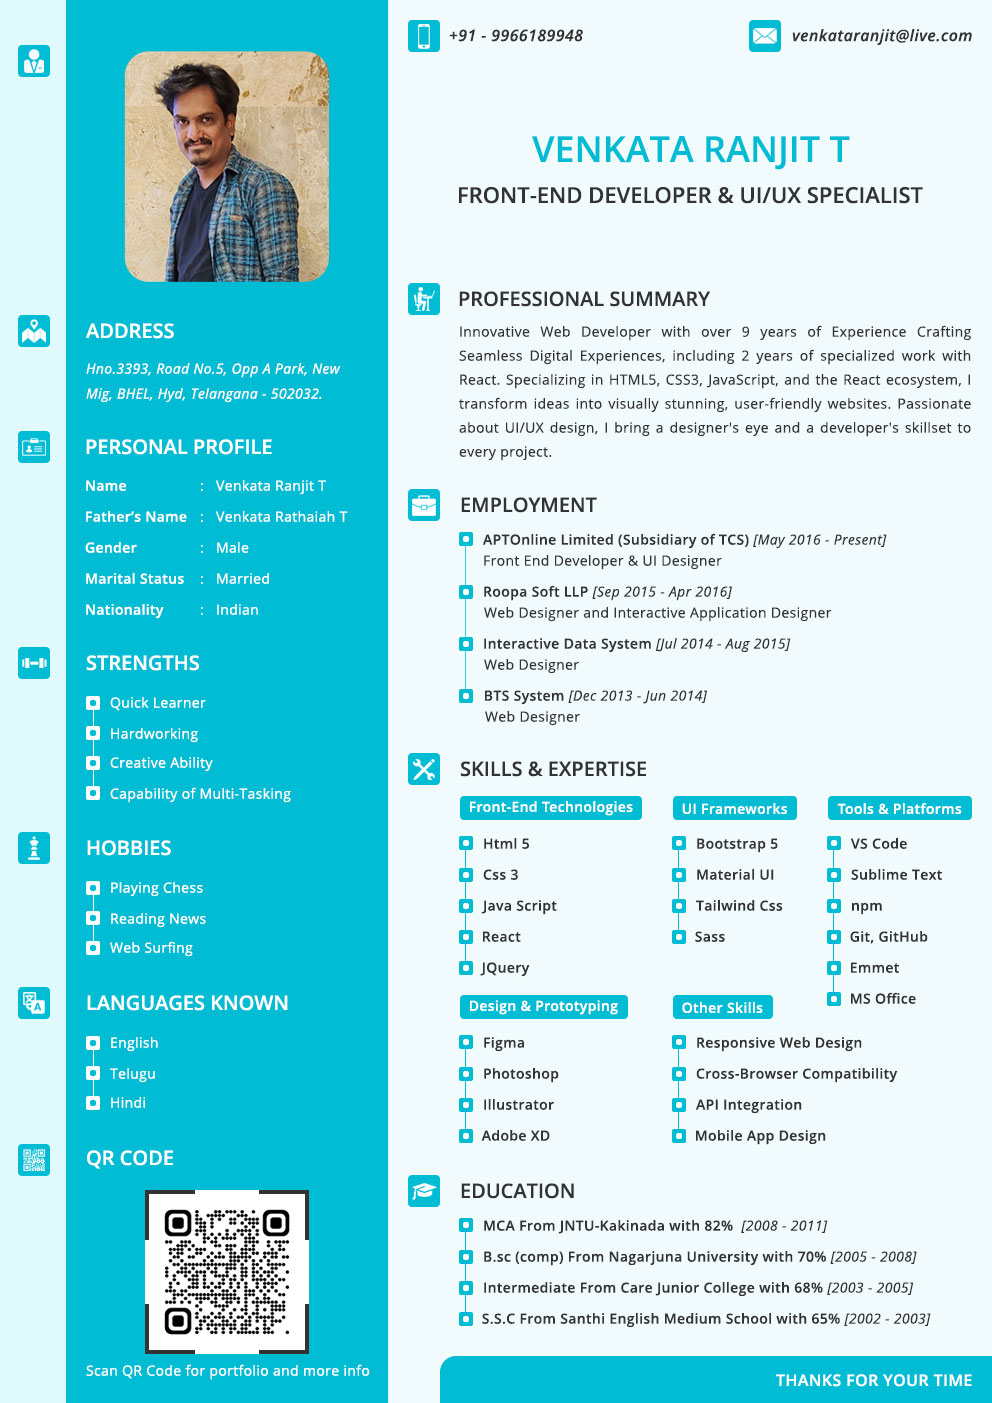 +91 - 9966189948
venkataranjit@live.com
VENKATA RANJIT T
FRONT-END DEVELOPER & UI/UX SPECIALIST
ADDRESS
Hno.3393, Road No.5, Opp A Park, New
Mig, BHEL, Hyd, Telangana - 502032.
PERSONAL PROFILE
Name : Venkata Ranjit T
Father's Name : Venkata Rathaiah T
Gender : Male
Marital Status : Married
Nationality : Indian
STRENGTHS
Quick Learner
Hardworking
Creative Ability
Capability of Multi-Tasking
HOBBIES
Playing Chess
Reading News
Web Surfing
LANGUAGES KNOWN
English
Telugu
Hindi
QR CODE
Scan QR Code for portfolio and more info
PROFESSIONAL SUMMARY
Innovative Web Developer with over 9 years of Experience Crafting
Seamless Digital Experiences, including 2 years of specialized work with
React. Specializing in HTML5, CSS3, JavaScript, and the React ecosystem, I
transform ideas into visually stunning, user-friendly websites. Passionate
about UI/UX design, I bring a designer's eye and a developer's skillset to
every project.
EMPLOYMENT
APTOnline Limited (Subsidiary of TCS) [May 2016 - Present]
Front End Developer & UI Designer
Roopa Soft LLP [Sep 2015 - Apr 2016]
Web Designer and Interactive Application Designer
Interactive Data System [Jul 2014 - Aug 2015]
Web Designer
BTS System [Dec 2013 - Jun 2014]
Web Designer
SKILLS & EXPERTISE
Front-End Technologies
Html 5
Css 3
Java Script
React
JQuery
UI Frameworks
Bootstrap 5
Material UI
Tailwind Css
Sass
Tools & Platforms
VS Code
Sublime Text
npm
Git, GitHub
Emmet
MS Office
Design & Prototyping
Figma
Photoshop
Illustrator
Adobe XD
Other Skills
Responsive Web Design
Cross-Browser Compatibility
API Integration
Mobile App Design
EDUCATION
MCA From JNTU-Kakinada with 82% [2008 - 2011]
B.sc (comp) From Nagarjuna University with 70% [2005 - 2008]
Intermediate From Care Junior College with 68% [2003 - 2005]
S.S.C From Santhi English Medium School with 65% [2002 - 2003]
THANKS FOR YOUR TIME